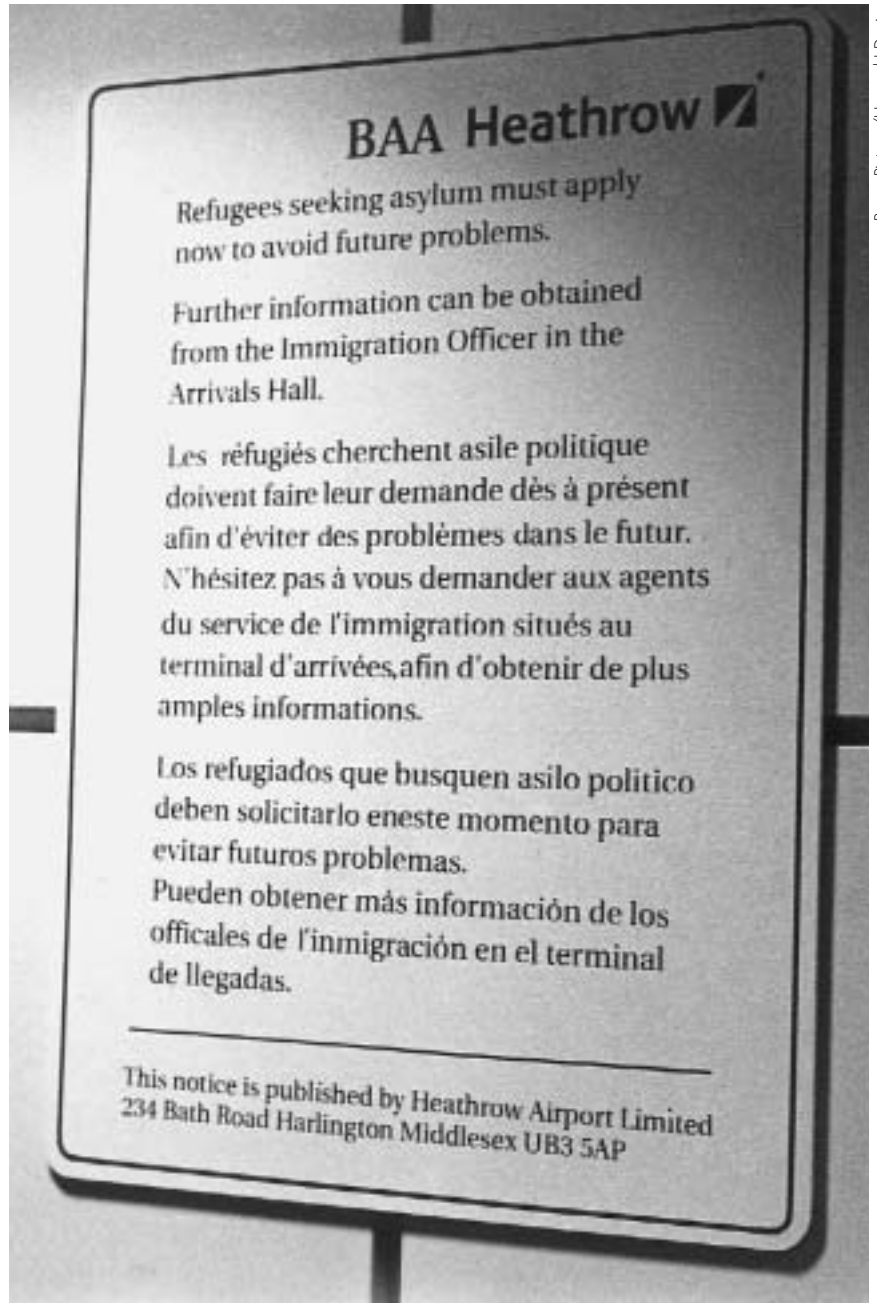 BAA Heathrow
Refugees seeking asylum must apply
now to avoid future problems.
Further information can be obtained
from the Immigration Officer in the
Arrivals Hall.
Les réfugiés cherchent asile politique
doivent faire leur demande dès à présent
afin d'éviter des problèmes dans le futur.
N'hésitez pas à vous demander aux agents
du service de l'immigration situés au
terminal d'arrivées,afin d'obtenir de plus
amples informations.
Los refugiados que busquen asilo politico
deben solicitarlo eneste momento para
evitar futuros problemas.
Pueden obtener más información de los
officales de l'inmigración en el terminal
de llegadas.
This notice is published by Heathrow Airport Limited
234 Bath Road Harlington Middlesex UB3 5AP